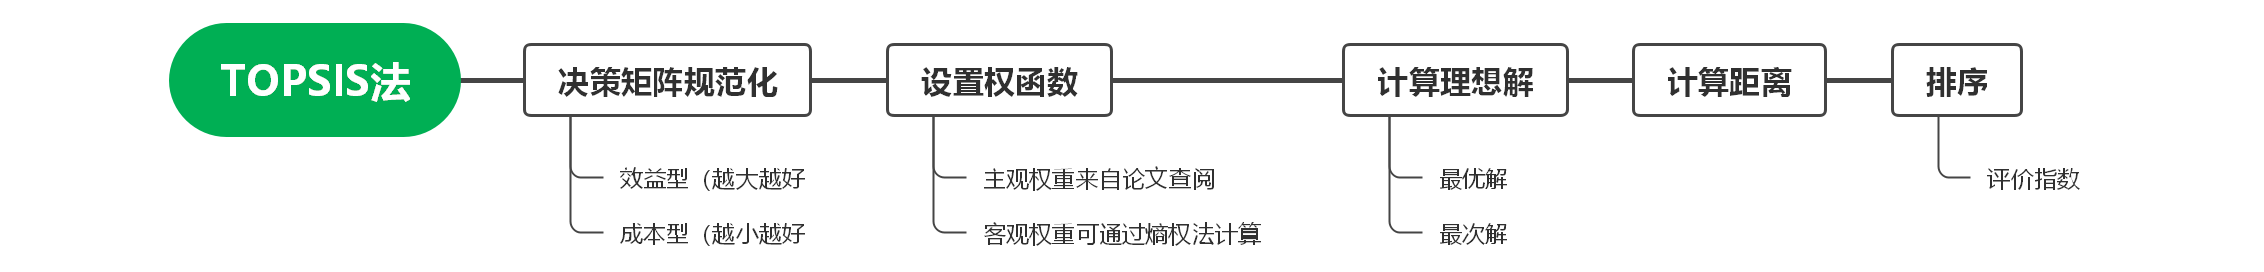 TOPSIS法
决策矩阵规范化
效益型（越大越好
成本型（越小越好
设置权函数
主观权重来自论文查阅
客观权重可通过熵权法计算
计算理想解
最优解
最次解
计算距离
排序
评价指数